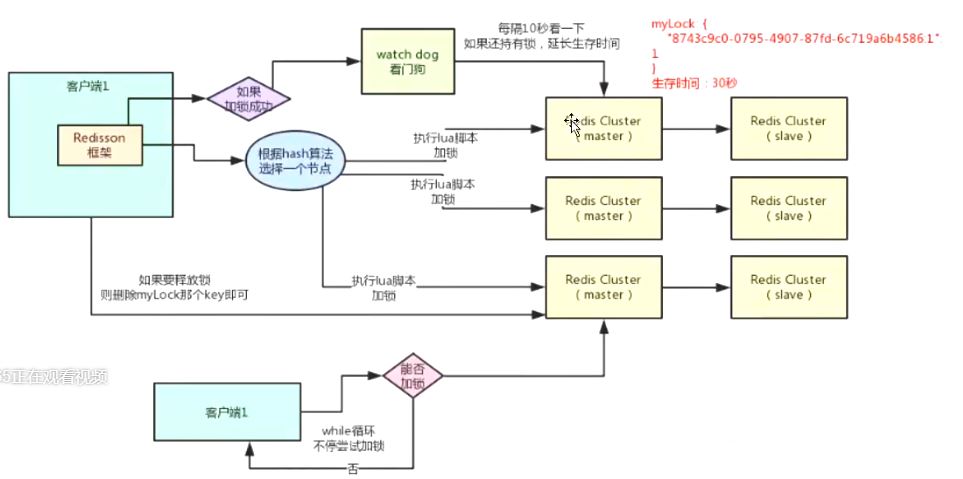 每隔10秒看一下
如果还持有锁，延长生存时间
myLock {
"8743c9c0-0795-4907-87fd-6c719a6b4586:1"
1
}
生存时间：30秒
watch dog
看门狗
客户端1
如果
加锁成功
Redisson
框架
根据hash算法
选择一个节点
执行lua脚本
加锁
dis Cluster
( master )
Redis Cluster
( slave )
执行lua脚本
加锁
Redis Cluster
( master )
Redis Cluster
( slave )
如果要释放锁
则删除myLock那个key即可
执行lua脚本
加锁
Redis Cluster
( master )
Redis Cluster
( slave )
5正在观看视频
能否
加锁
客户端1
while循环
不停尝试加锁
否